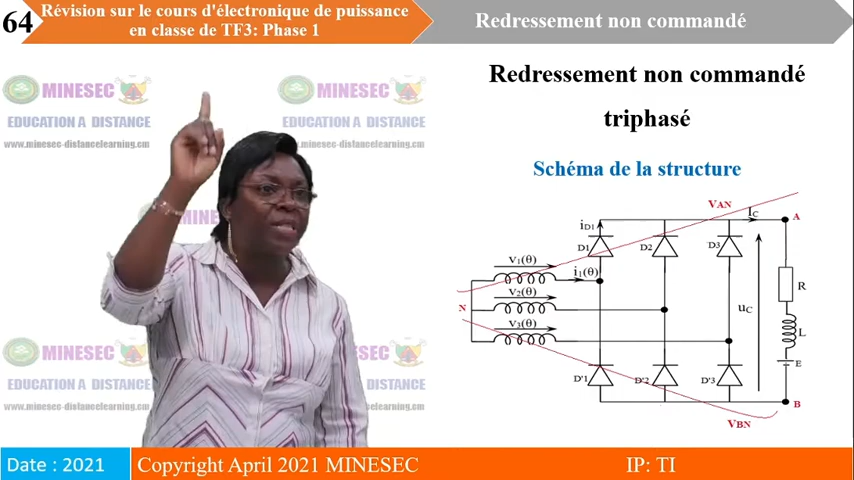 64
Révision sur le cours d'électronique de puissance
en classe de TF3: Phase 1
Redressement non commandé
MINESEC
EDUCATION A DISTANCE
www.minesec-distancelearning.cm
MINESEC
EDUCATION A DISTANCE
www.minesec-distancelearning.cm
MINESEC
EDUCATION A DISTANCE
www.minesec-distancelearning.cm
MINESEC
EDUCATION A DISTANCE
www.minesec-distancelearning.cm
Redressement non commandé
triphasé
Schéma de la structure
VAN
IC
A
iD1
D1
D2
D3
v1(θ)
i1(θ)
v2(θ)
N
v3(θ)
uC
R
L
E
D'1
D'2
D'3
B
VBN
Date : 2021
Copyright April 2021 MINESEC
IP: TI